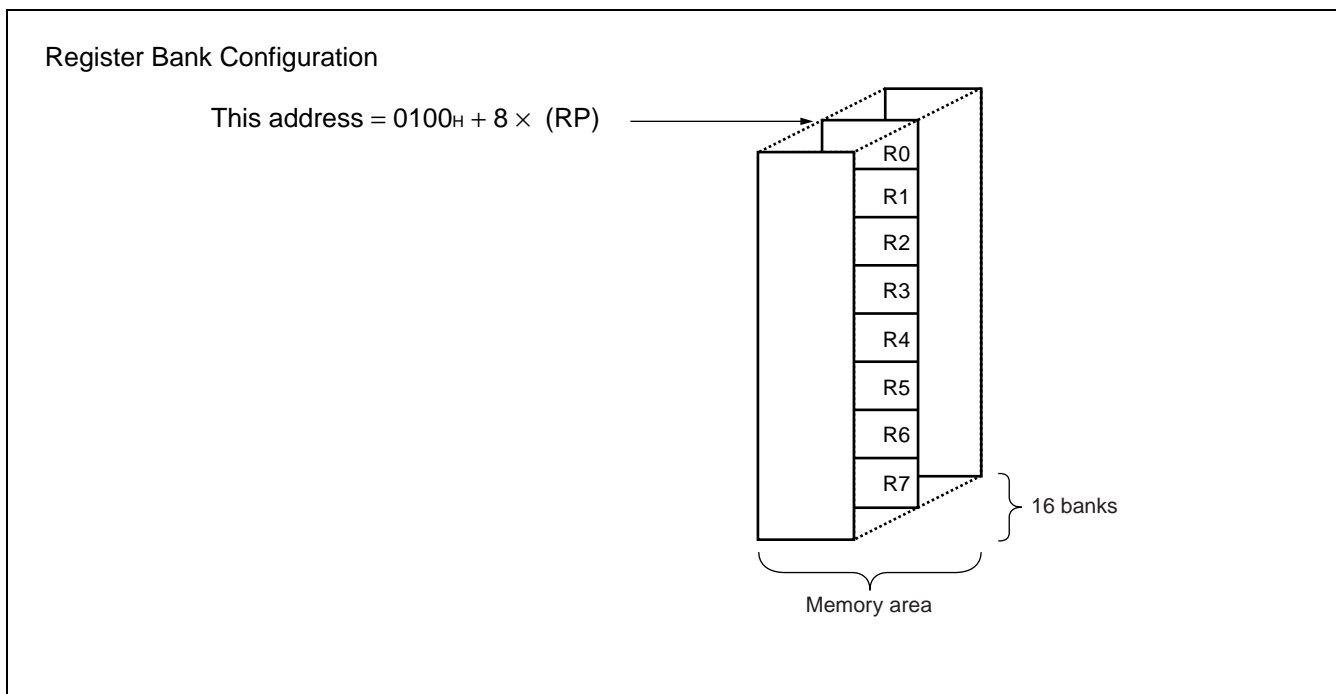 Register Bank Configuration
This address = 0100H + 8 × (RP)
R0
R1
R2
R3
R4
R5
R6
R7
16 banks
Memory area